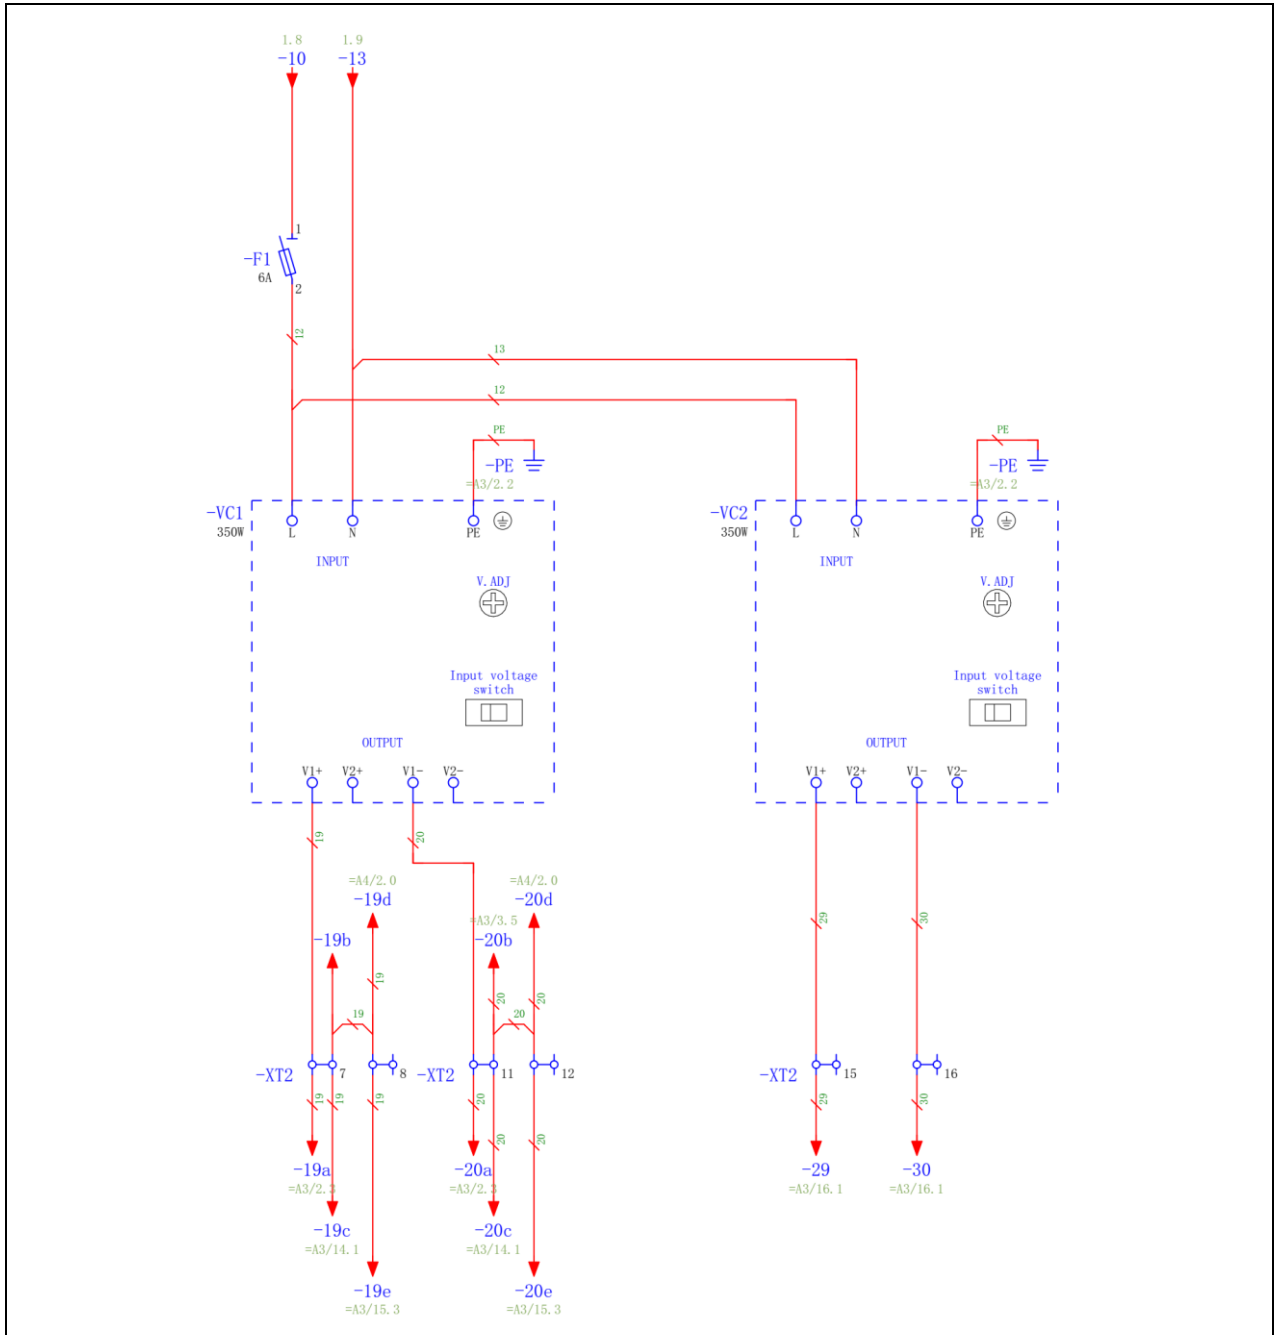 1.8 1.9
-10 -13
1
-F1
6A
2
12
13
12
PE PE
-PE -PE
=A3/2.2 =A3/2.2
-VC1 -VC2
350W L N PE 350W L N PE
INPUT INPUT
V.ADJ V.ADJ
Input voltage Input voltage
switch switch
OUTPUT OUTPUT
V1+ V2+ V1- V2- V1+ V2+ V1- V2-
19 20
=A4/2.0 =A4/2.0
-19d -20d
=A3/3.5 29 30
-19b -20b
19
20 20
19 20
-XT2 7 8 -XT2 11 12 -XT2 15 16
19 19 19 20 29 30
20 20
-19a -20a -29 -30
=A3/2.3 =A3/2.3 =A3/16.1 =A3/16.1
-19c -20c
=A3/14.1 =A3/14.1
-19e -20e
=A3/15.3 =A3/15.3